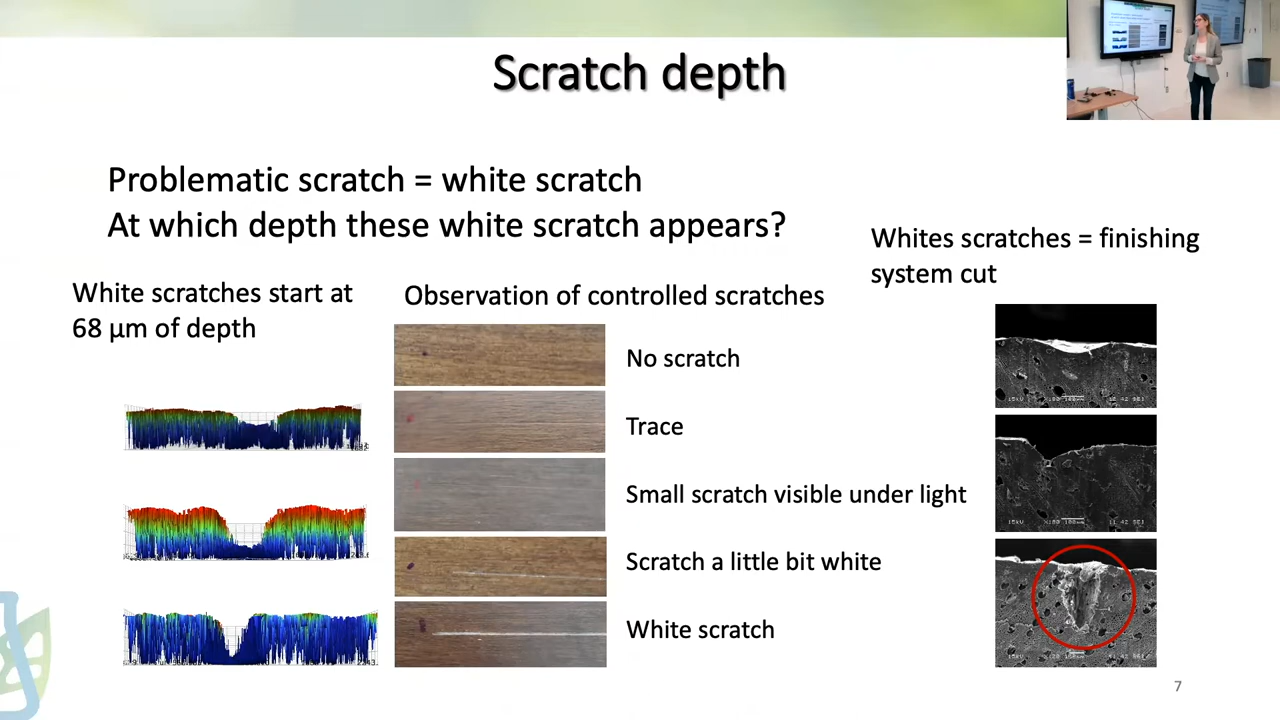 Scratch depth
Problematic scratch = white scratch
At which depth these white scratch appears?
Whites scratches = finishing
system cut
White scratches start at
68 µm of depth
Observation of controlled scratches
No scratch
Trace
Small scratch visible under light
Scratch a little bit white
White scratch
7